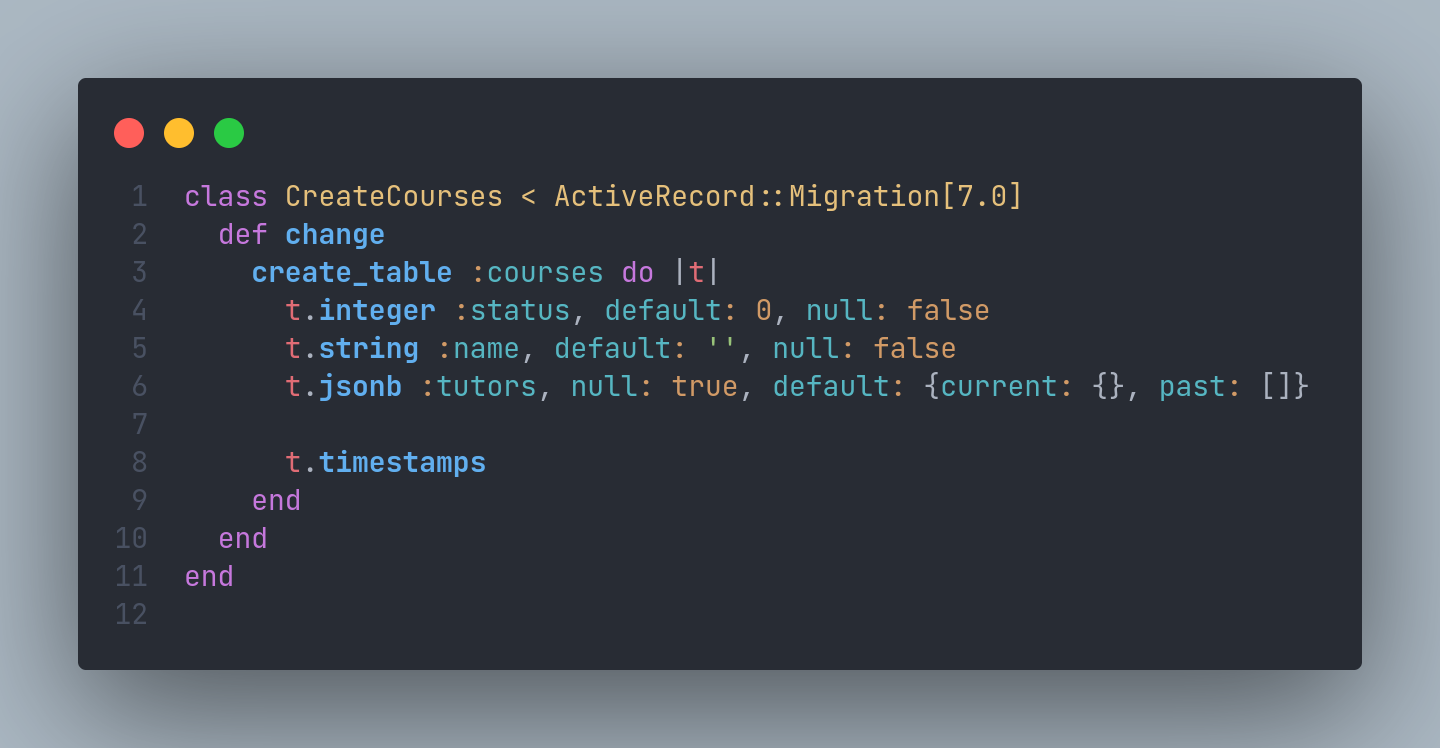 1 class CreateCourses < ActiveRecord::Migration[7.0]
2   def change
3     create_table :courses do |t|
4       t.integer :status, default: 0, null: false
5       t.string :name, default: '', null: false
6       t.jsonb :tutors, null: true, default: {current: {}, past: []}
7
8       t.timestamps
9     end
10   end
11 end
12